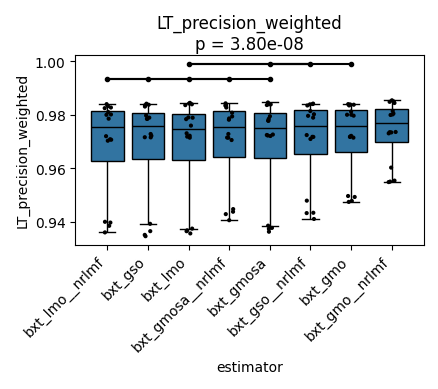 LT_precision_weighted
p = 3.80e-08
LT_precision_weighted
1.00
0.98
0.96
0.94
bxt_lmo__nrlmf
bxt_gso
bxt_lmo
bxt_gmosa__nrlmf
bxt_gmosa
bxt_gso__nrlmf
bxt_gmo
bxt_gmo__nrlmf
estimator